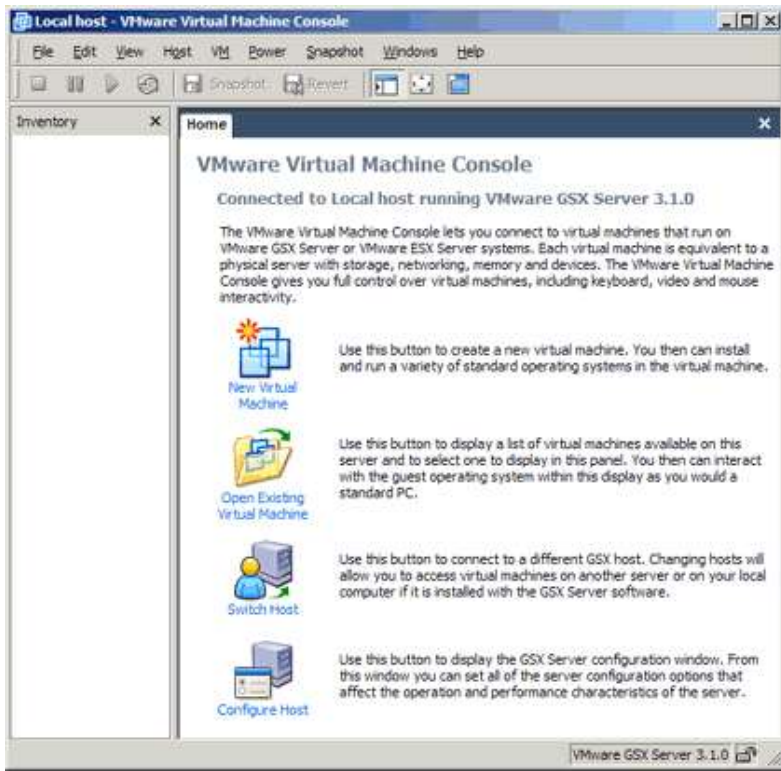 Local host - VMware Virtual Machine Console
File Edit View Host VM Power Snapshot Windows Help
Snapshot Revert
Inventory
Home
VMware Virtual Machine Console
Connected to Local host running VMware GSX Server 3.1.0
The VMware Virtual Machine Console lets you connect to virtual machines that run on
VMware GSX Server or VMware ESX Server systems. Each virtual machine is equivalent to a
physical server with storage, networking, memory and devices. The VMware Virtual Machine
Console gives you full control over virtual machines, including keyboard, video and mouse
interactivity.
New Virtual
Machine
Use this button to create a new virtual machine. You then can install
and run a variety of standard operating systems in the virtual machine.
Open Existing
Virtual Machine
Use this button to display a list of virtual machines available on this
server and to select one to display in this panel. You then can interact
with the guest operating system within this display as you would a
standard PC.
Switch Host
Use this button to connect to a different GSX host. Changing hosts will
allow you to access virtual machines on another server or on your local
computer if it is installed with the GSX Server software.
Configure Host
Use this button to display the GSX Server configuration window. From
this window you can set all of the server configuration options that
affect the operation and performance characteristics of the server.
VMware GSX Server 3.1.0